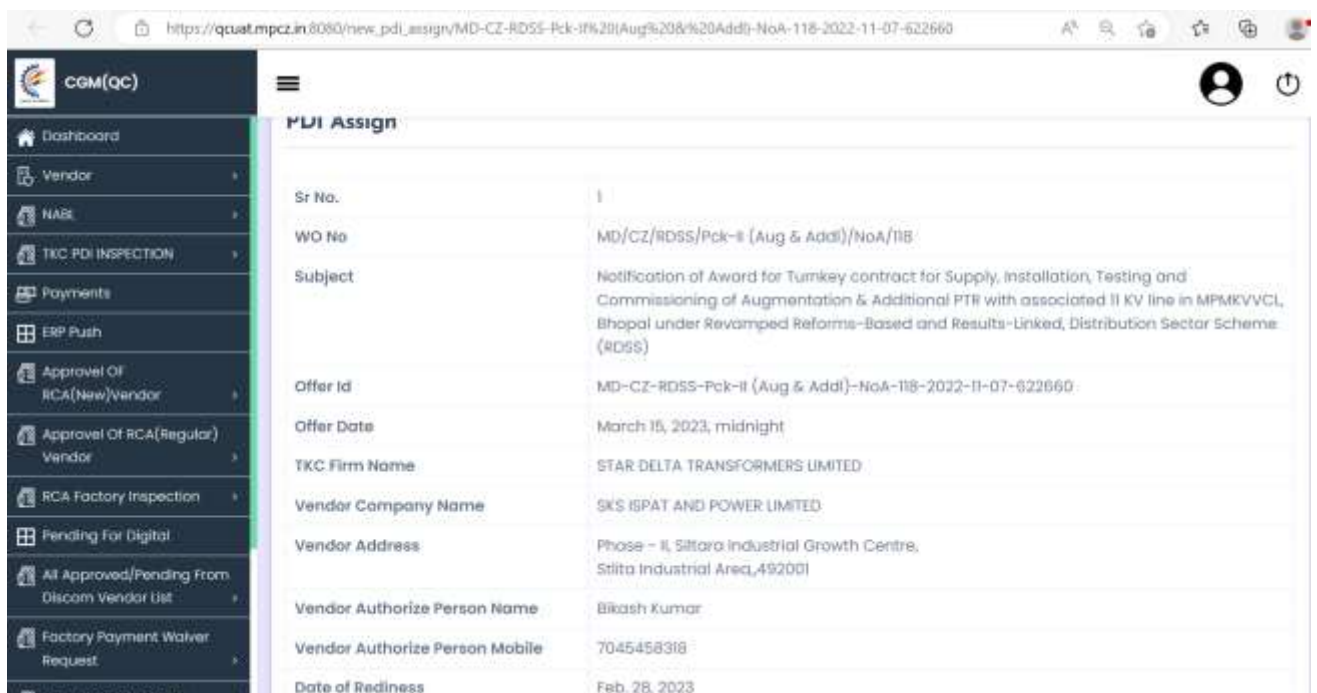 https://qcuat.mpcz.in:8080/new_pdi_assign/MD-CZ-RDSS-Pck-II%20(Aug%20&%20Addl)-NoA-118-2022-11-07-622660
CGM(QC)
PDI Assign
Dashboard
Vendor
NABL
TKC PDI INSPECTION
Payments
ERP Push
Approvel Of
RCA(New)Vendor
Approvel Of RCA(Regular)
Vendor
RCA Factory Inspection
Pending For Digital
All Approved/Pending From
Discom Vendor List
Factory Payment Waiver
Request
Sr No. 1
WO No MD/CZ/RDSS/Pck-II (Aug & Addl)/NoA/118
Subject Notification of Award for Turnkey contract for Supply, Installation, Testing and
Commissioning of Augmentation & Additional PTR with associated 11 KV line in MPMKVVCL,
Bhopal under Revamped Reforms-Based and Results-Linked, Distribution Sector Scheme
(RDSS)
Offer Id MD-CZ-RDSS-Pck-II (Aug & Addl)-NoA-118-2022-11-07-622660
Offer Date March 15, 2023, midnight
TKC Firm Name STAR DELTA TRANSFORMERS LIMITED
Vendor Company Name SKS ISPAT AND POWER LIMITED
Vendor Address Phase - II, Siltara Industrial Growth Centre,
Industrial Area,,492001
Vendor Authorize Person Name Bikash Kumar
Vendor Authorize Person Mobile 7045458318
Date of Rediness Feb. 28, 2023